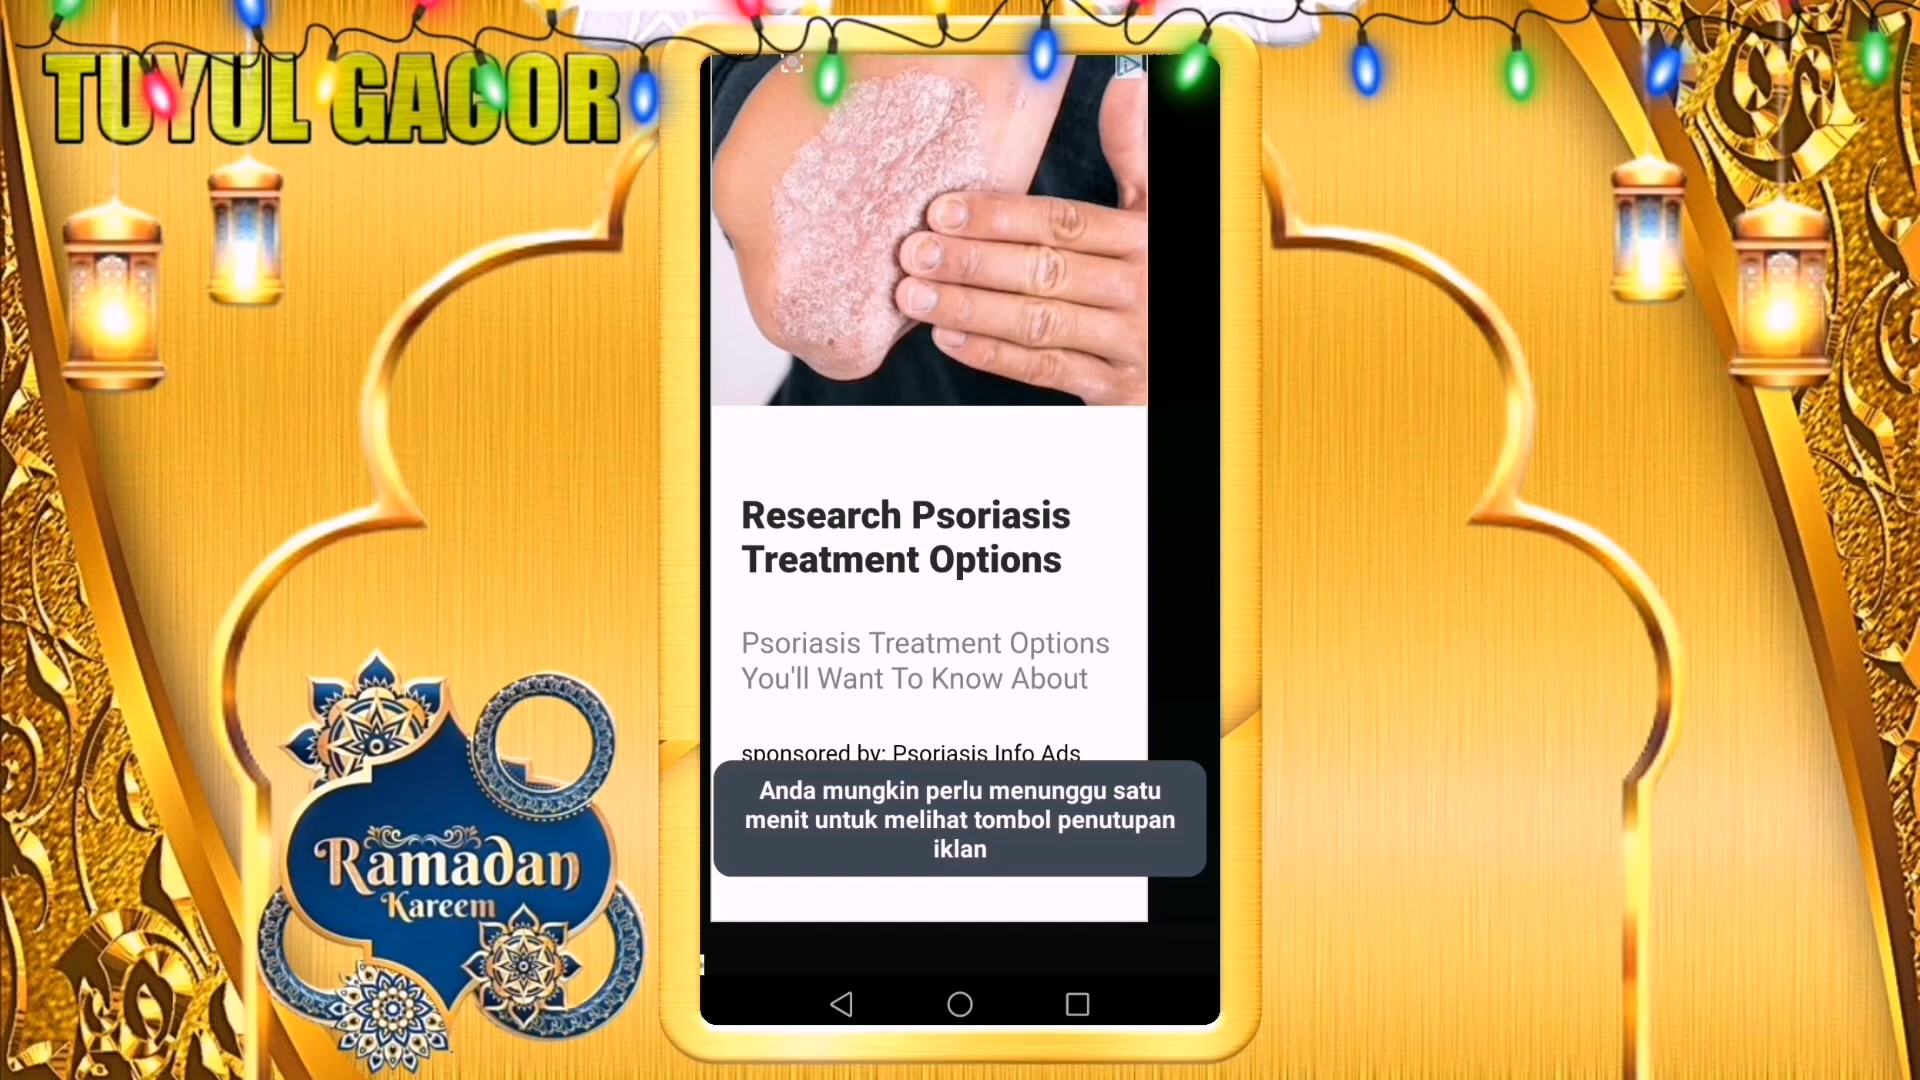 TUYUL GACOR
Research Psoriasis
Treatment Options
Psoriasis Treatment Options
You'll Want To Know About
sponsored by: Psoriasis Info Ads
Anda mungkin perlu menunggu satu
menit untuk melihat tombol penutupan
iklan
Ramadan
Kareem